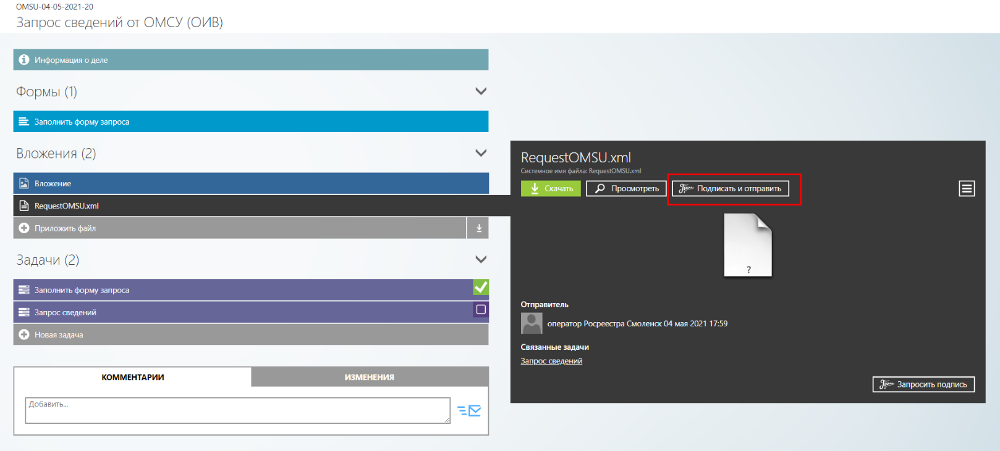 OMSU-04-05-2021-20
Запрос сведений от ОМСУ (ОИВ)
Информация о деле
Формы (1)
Заполнить форму запроса
Вложения (2)
Вложение
RequestOMSU.xml
Приложить файл
Задачи (2)
Заполнить форму запроса
Запрос сведений
Новая задача
КОММЕНТАРИИ
ИЗМЕНЕНИЯ
Добавить...
RequestOMSU.xml
Системное имя файла: RequestOMSU.xml
Скачать
Просмотреть
Подписать и отправить
?
Отправитель
оператор Росреестра Смоленск 04 мая 2021 17:59
Связанные задачи
Запрос сведений
Запросить подпись